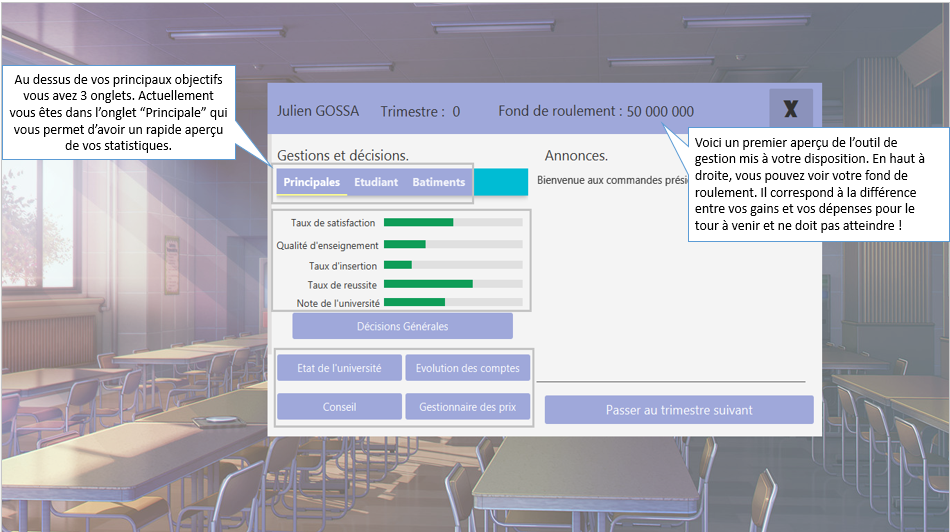 Au dessus de vos principaux objectifs
vous avez 3 onglets. Actuellement
vous êtes dans l'onglet “Principale” qui
vous permet d'avoir un rapide aperçu
de vos statistiques.
Julien GOSSA Trimestre : 0 Fond de roulement : 50 000 000 X
Voici un premier aperçu de l'outil de
gestion mis à votre disposition. En haut à
droite, vous pouvez voir votre fond de
roulement. Il correspond à la différence
entre vos gains et vos dépenses pour le
tour à venir et ne doit pas atteindre !
Gestions et décisions.
Principales Etudiant Batiments
Taux de satisfaction
Qualité d'enseignement
Taux d'insertion
Taux de reussite
Note de l'université
Décisions Générales
Etat de l'université Evolution des comptes
Conseil Gestionnaire des prix
Annonces.
Bienvenue aux commandes prési
Passer au trimestre suivant